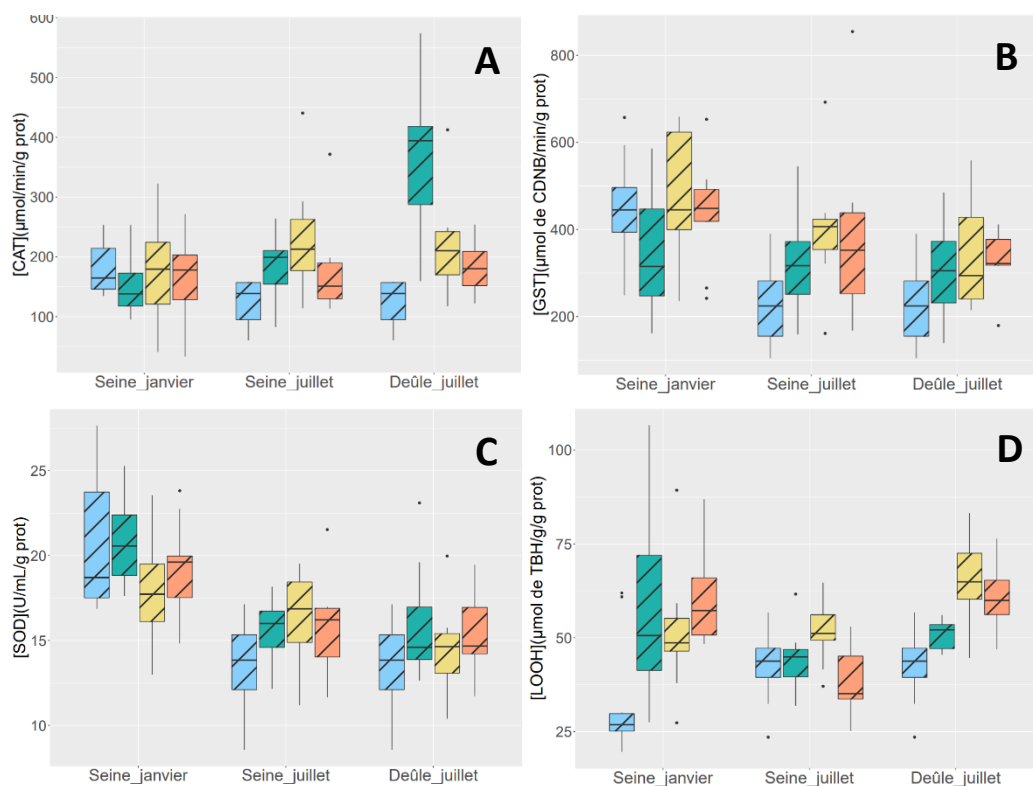 A
[CAT](µmol/min/g prot)
600
500
400
300
200
100
Seine_janvier Seine_juillet Deûle_juillet
B
[GST](µmol de CDNB/min/g prot)
800
600
400
200
Seine_janvier Seine_juillet Deûle_juillet
C
[SOD](U/mL/g prot)
25
20
15
10
Seine_janvier Seine_juillet Deûle_juillet
D
[LOOH](µmol de TBH/g/g prot)
100
75
50
25
Seine_janvier Seine_juillet Deûle_juillet